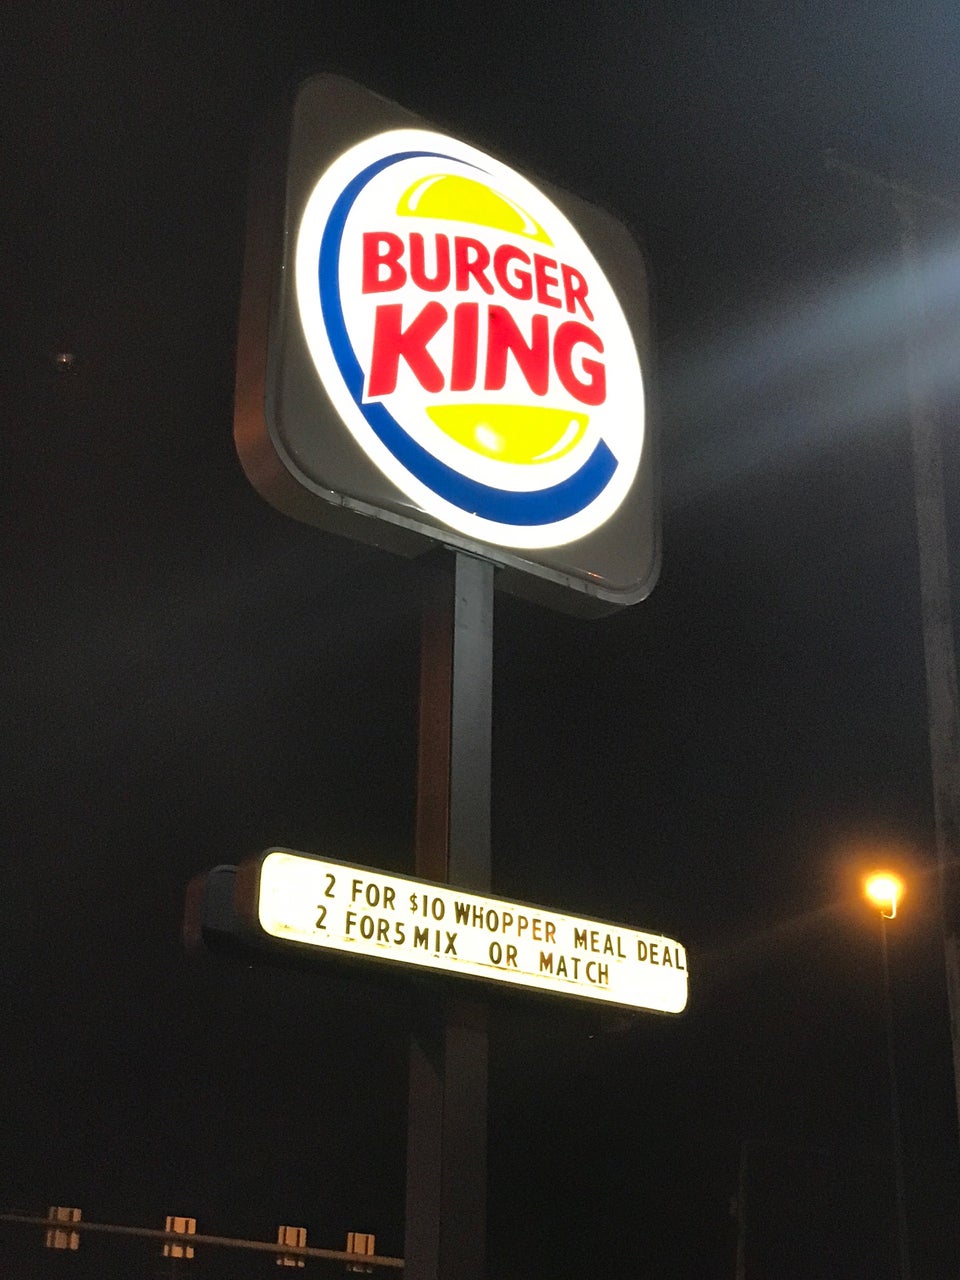 BURGER
KING
2 FOR $10 WHOPPER MEAL DEAL
2 FOR5 MIX OR MATCH